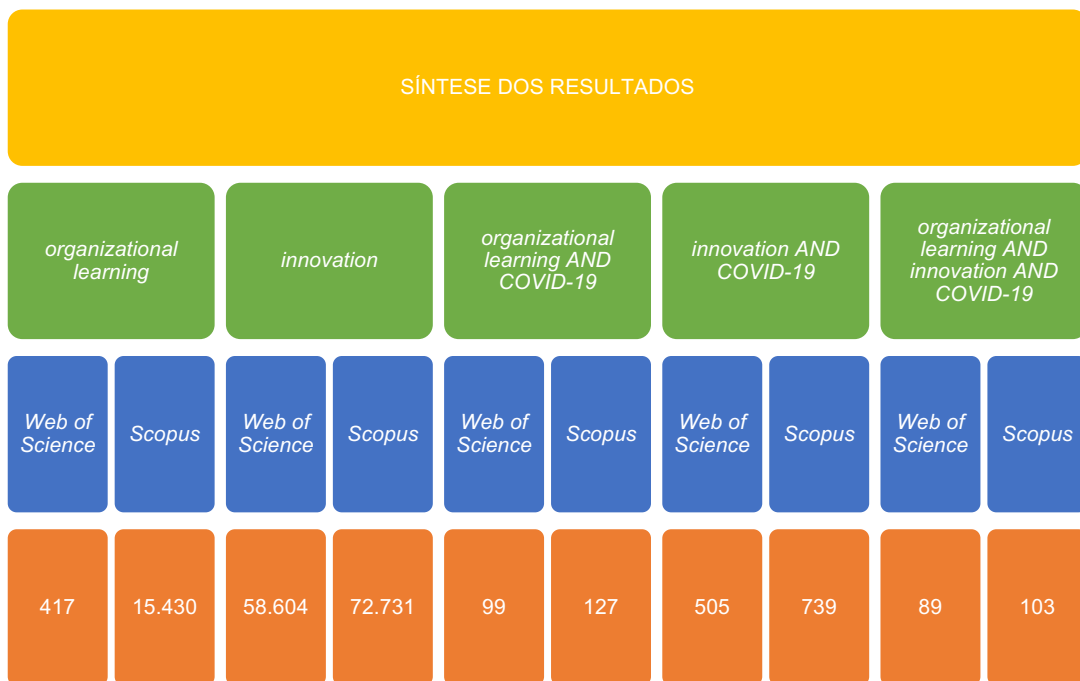 SÍNTESE DOS RESULTADOS
organizational
learning
innovation
organizational
learning AND
COVID-19
innovation AND
COVID-19
organizational
learning AND
innovation AND
COVID-19
Web of
Science
Scopus
Web of
Science
Scopus
Web of
Science
Scopus
Web of
Science
Scopus
Web of
Science
Scopus
417
15.430
58.604
72.731
99
127
505
739
89
103